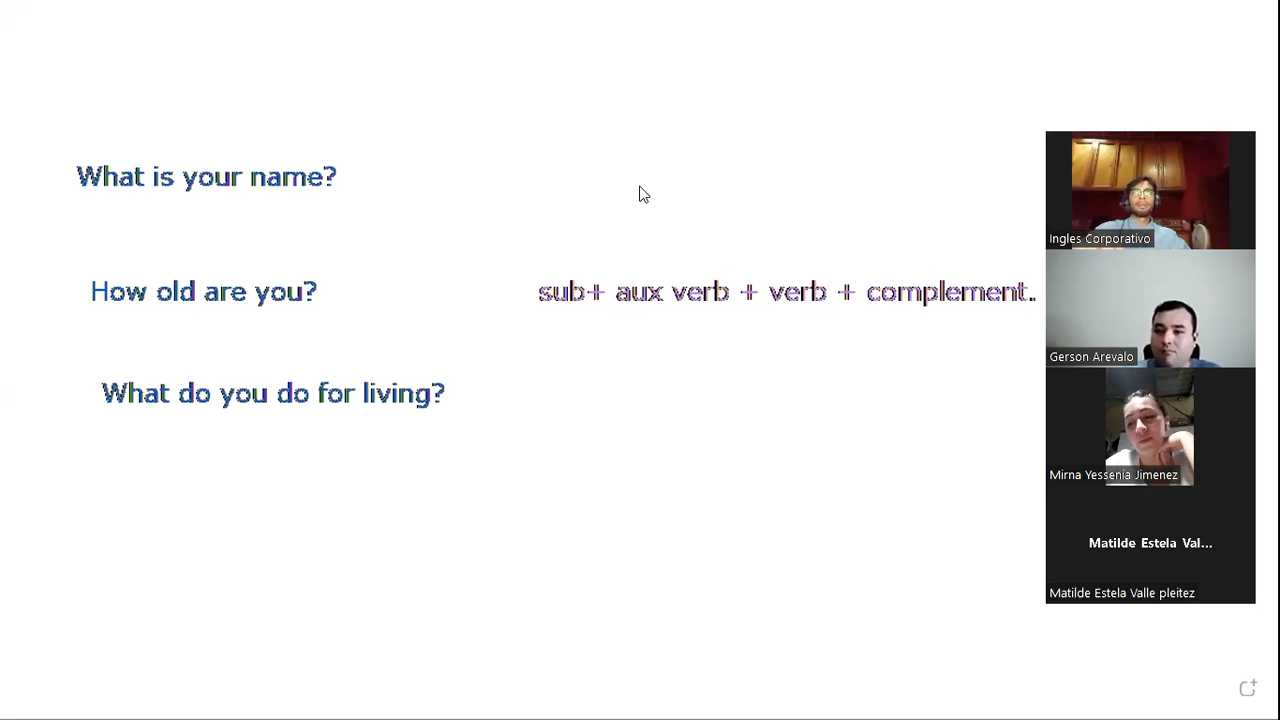 What is your name?
How old are you?
sub+ aux verb + verb + complement.
What do you do for living?
Ingles Corporativo
Gerson Arevalo
Mirna Yessenia Jimenez
Matilde Estela Val...
Matilde Estela Valle pleitez